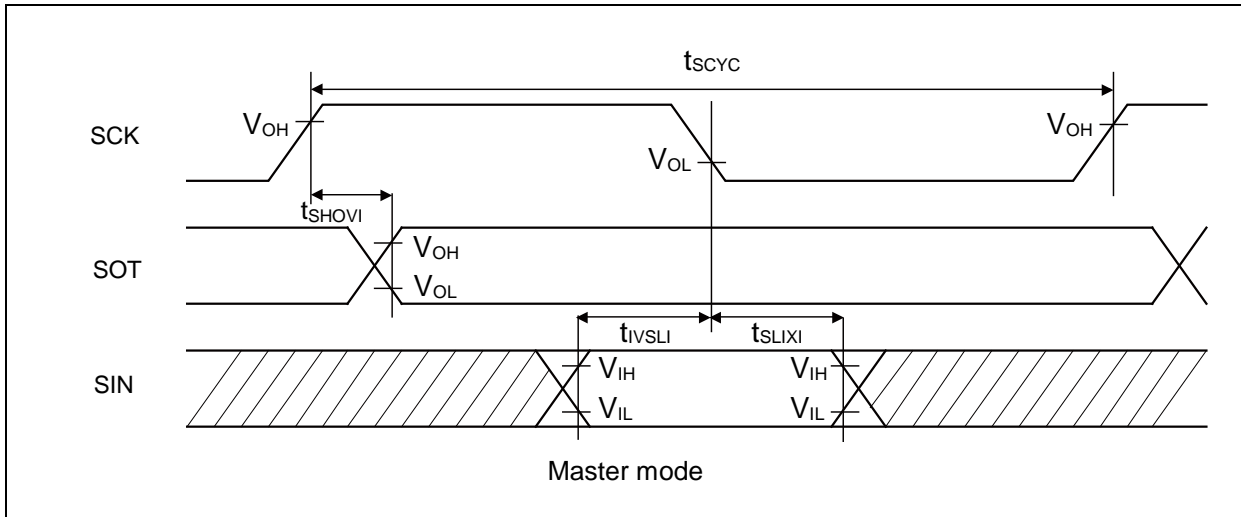 tSCYC
SCK
VOH
VOL
VOH
tSHOVI
SOT
VOH
VOL
tIVSLI
tSLIXI
SIN
VIH
VIH
VIL
VIL
Master mode